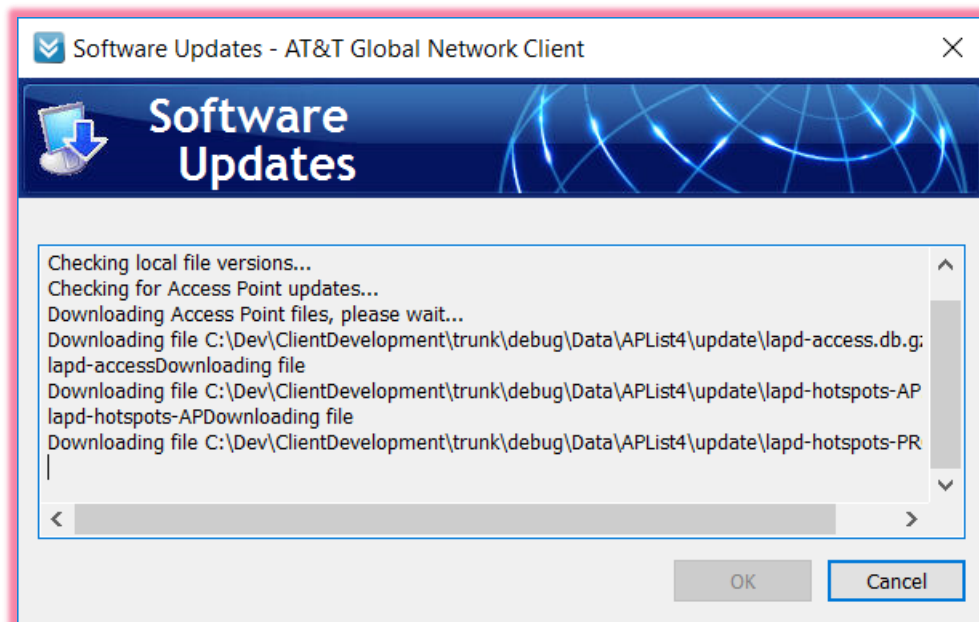 Software Updates - AT&T Global Network Client
Software
Updates
Checking local file versions...
Checking for Access Point updates...
Downloading Access Point files, please wait...
Downloading file C:\Dev\ClientDevelopment\trunk\debug\Data\APList4\update\lapd-access.db.gz
lapd-accessDownloading file
Downloading file C:\Dev\ClientDevelopment\trunk\debug\Data\APList4\update\lapd-hotspots-AP
lapd-hotspots-APDownloading file
Downloading file C:\Dev\ClientDevelopment\trunk\debug\Data\APList4\update\lapd-hotspots-PR
OK
Cancel